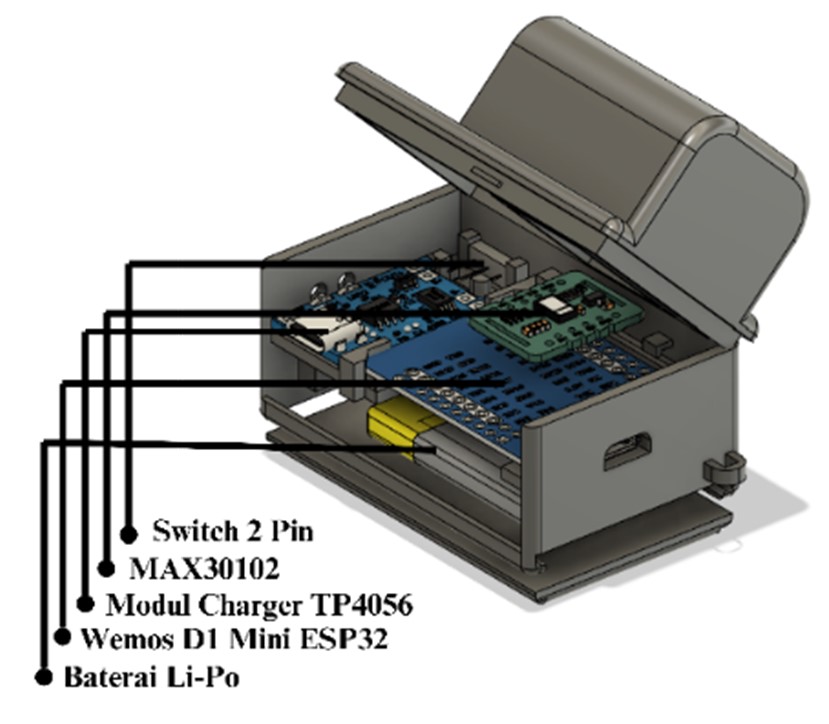 Switch 2 Pin
MAX30102
Modul Charger TP4056
Wemos D1 Mini ESP32
Baterai Li-Po